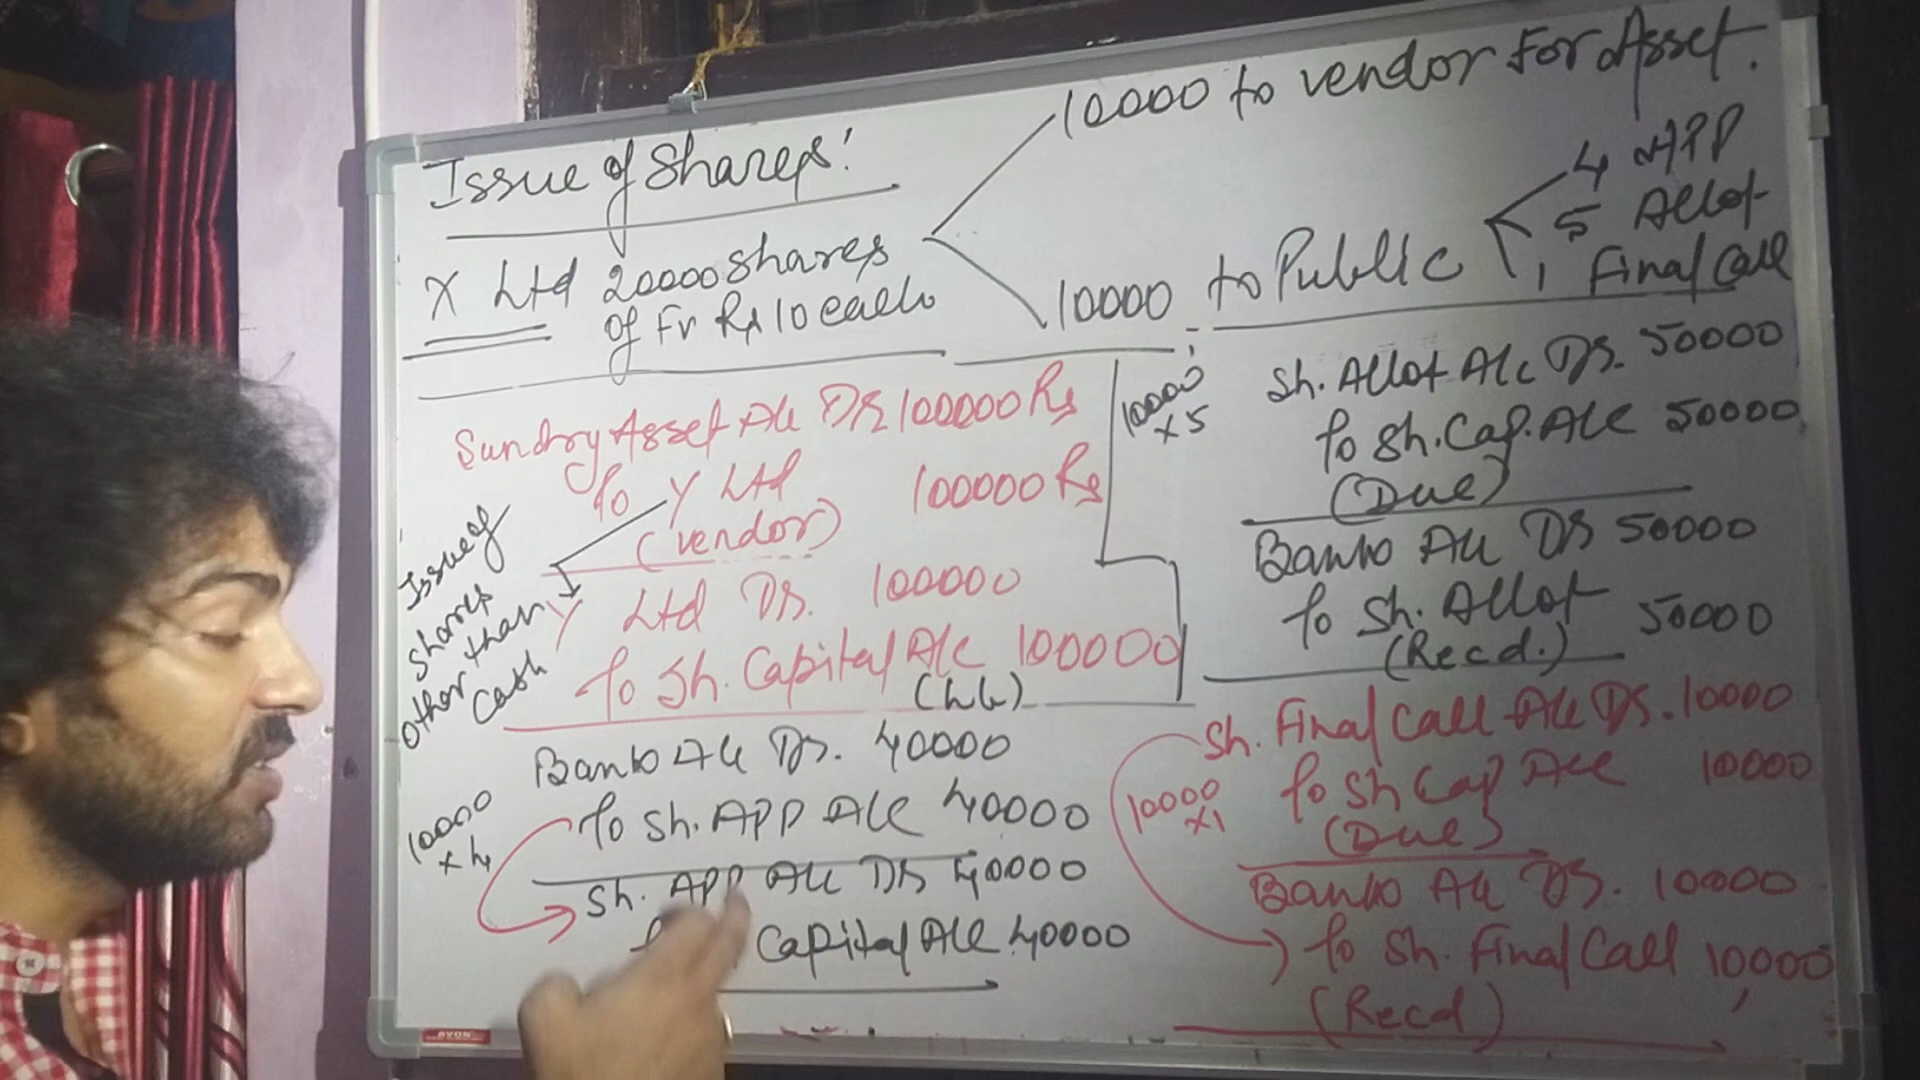 Issue of Shares:
X Ltd 20000 shares
of Fv Rs 10 each
10000 to vendor for Asset.
10000 to Public
4 APP
5 Allot
1 Final Call
Sundry Asset A/c Dr. 100000 Rs
To Y Ltd 100000 Rs
(vendor)
Y Ltd Dr. 100000
To Sh. Capital A/c 100000
Issue of
shares
other than
cash
Bank A/c Dr. 40000
To Sh. APP A/c 40000
10000
x 4
Sh. APP A/c Dr 40000
Capital A/c 40000
10000
x 5
Sh. Allot A/c Dr. 50000
To Sh. Cap. A/c 50000
(Due)
Bank A/c Dr 50000
To Sh. Allot 50000
(Recd.)
Sh. Final Call A/c Dr. 10000
To Sh Cap A/c 10000
(Due)
10000
x1
Bank A/c Dr. 10000
To Sh. Final Call 10,000
(Recd)
AVON